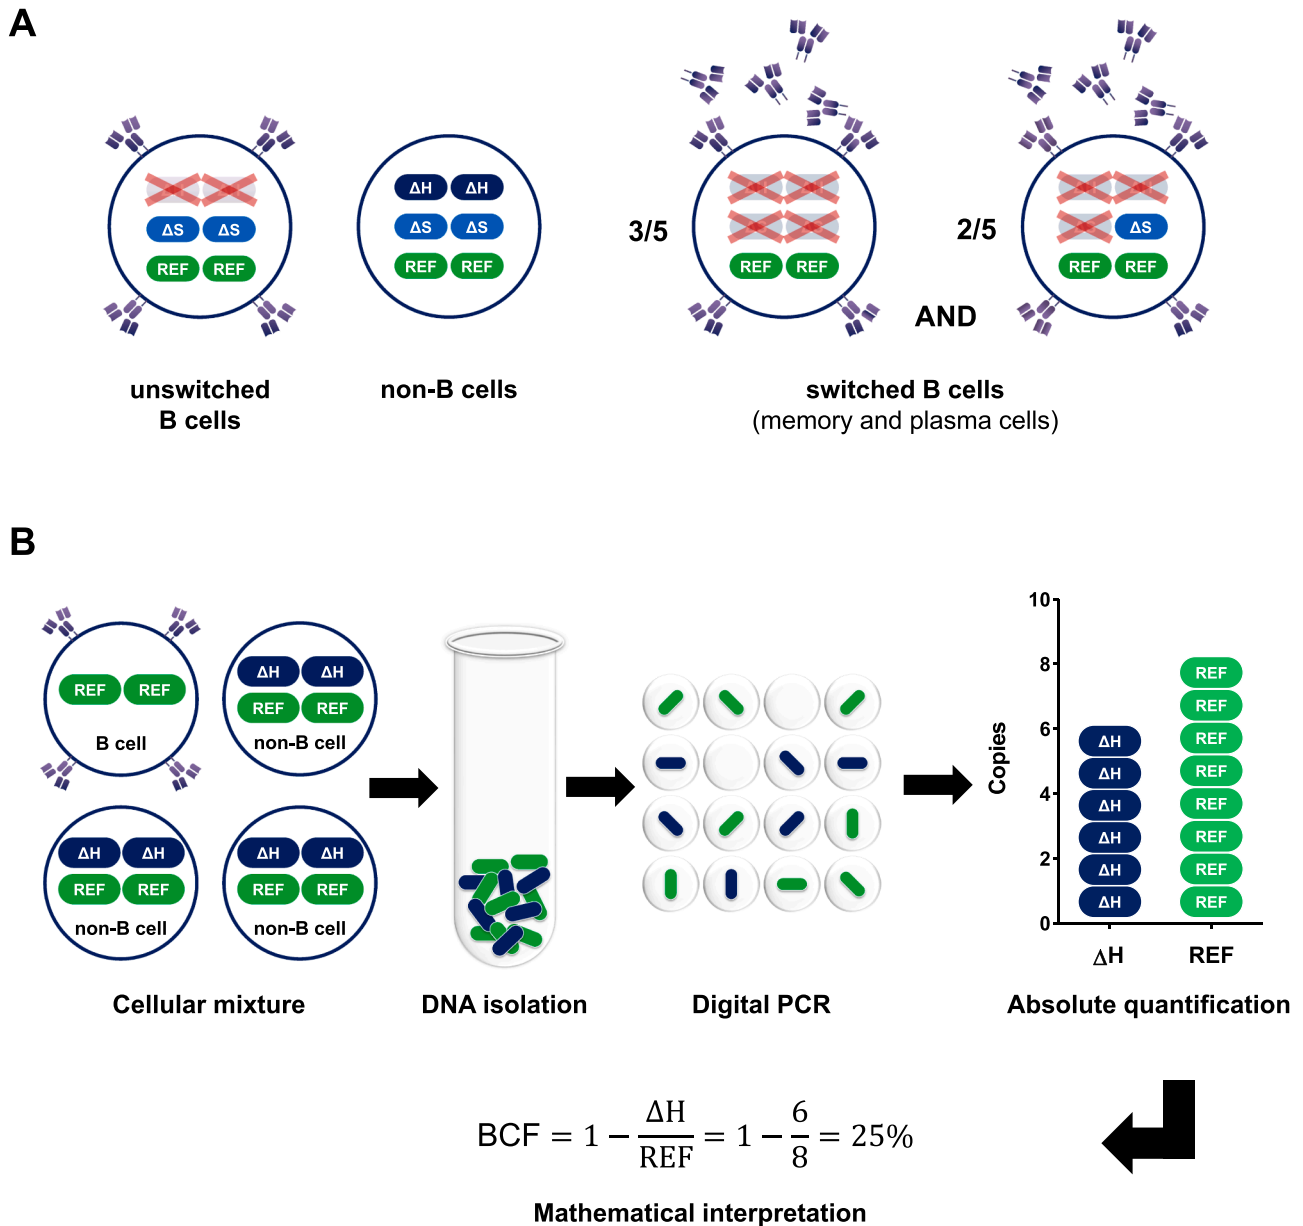 A
ΔH ΔH
ΔS ΔS
REF REF
ΔS ΔS
REF REF
3/5
REF REF
2/5
ΔS
REF REF
AND
unswitched
B cells
non-B cells
switched B cells
(memory and plasma cells)
B
REF REF
B cell
ΔH ΔH
REF REF
non-B cell
ΔH ΔH
REF REF
non-B cell
ΔH ΔH
REF REF
non-B cell
Copies
10
8
6
4
2
0
ΔH
ΔH
ΔH
ΔH
ΔH
ΔH
REF
REF
REF
REF
REF
REF
REF
REF
ΔH REF
Cellular mixture
DNA isolation
Digital PCR
Absolute quantification
BCF = 1 − ΔH/REF = 1 − 6/8 = 25%
Mathematical interpretation